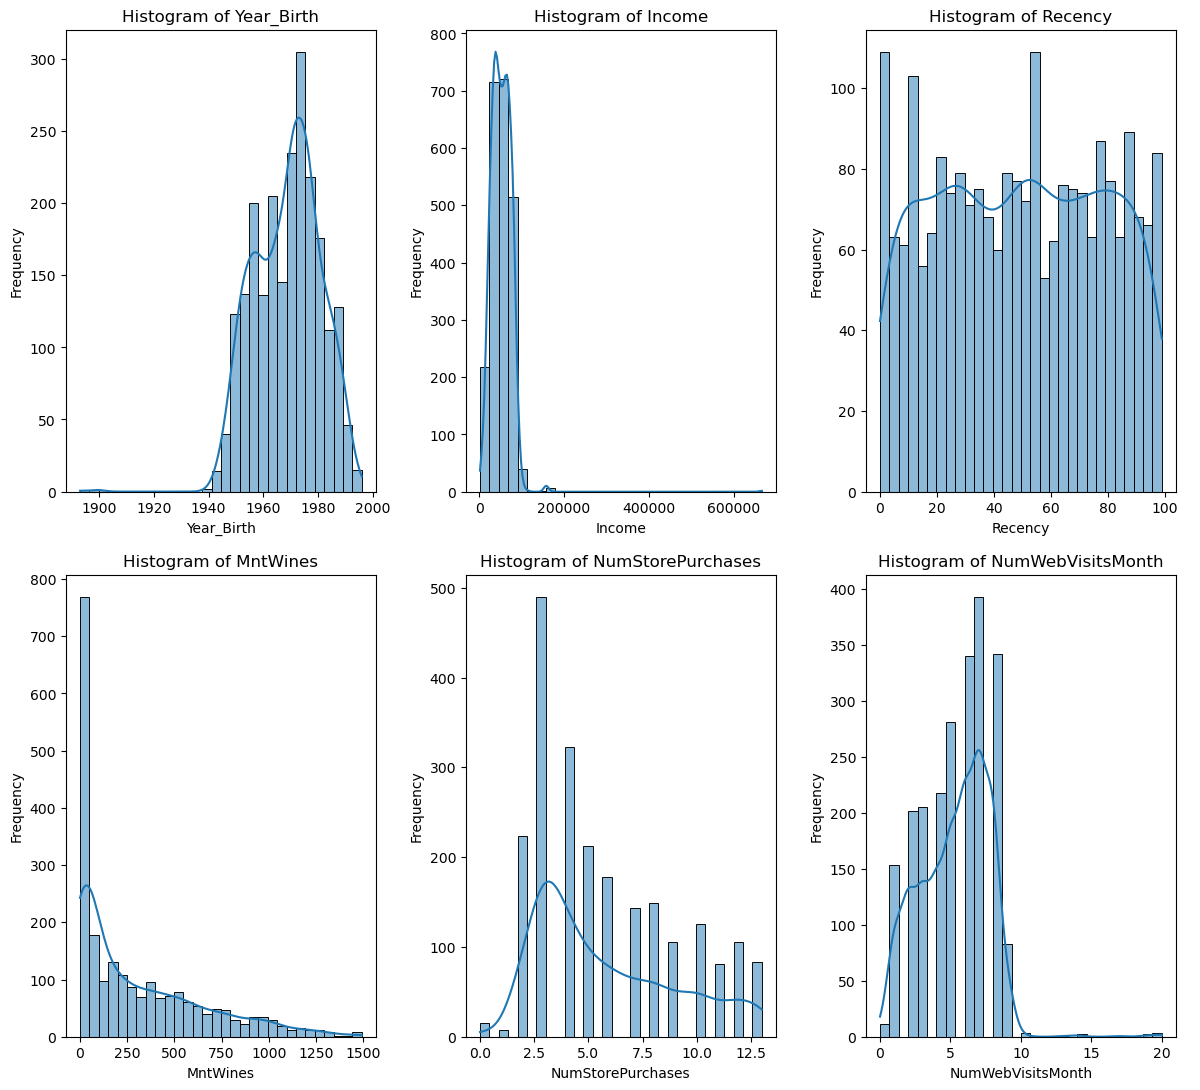 Histogram of Year_Birth
Frequency
300
250
200
150
100
50
0
1900 1920 1940 1960 1980 2000
Year_Birth
Histogram of Income
Frequency
800
700
600
500
400
300
200
100
0
0 200000 400000 600000
Income
Histogram of Recency
Frequency
100
80
60
40
20
0
0 20 40 60 80 100
Recency
Histogram of MntWines
Frequency
800
700
600
500
400
300
200
100
0
0 250 500 750 1000 1250 1500
MntWines
Histogram of NumStorePurchases
Frequency
500
400
300
200
100
0
0.0 2.5 5.0 7.5 10.0 12.5
NumStorePurchases
Histogram of NumWebVisitsMonth
Frequency
400
350
300
250
200
150
100
50
0
0 5 10 15 20
NumWebVisitsMonth